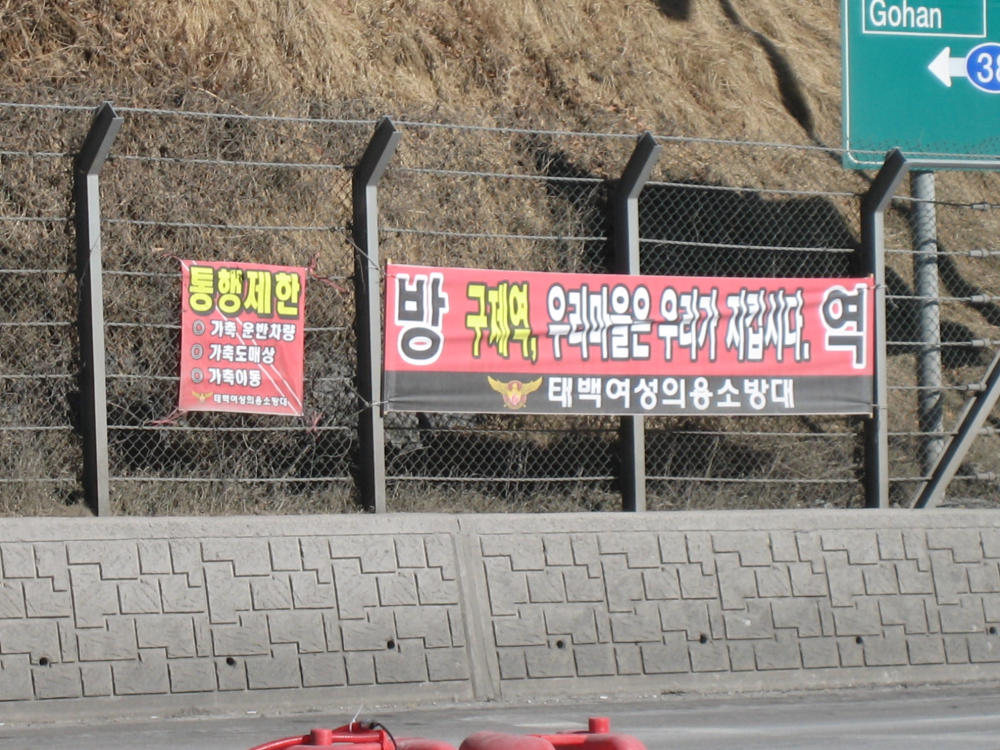 Gohan
38
통행제한
가축 운반차량
가축도매상
가축이동
태백여성의용소방대
방 구제역, 우리마을은 우리가 지킵시다. 역
태백여성의용소방대